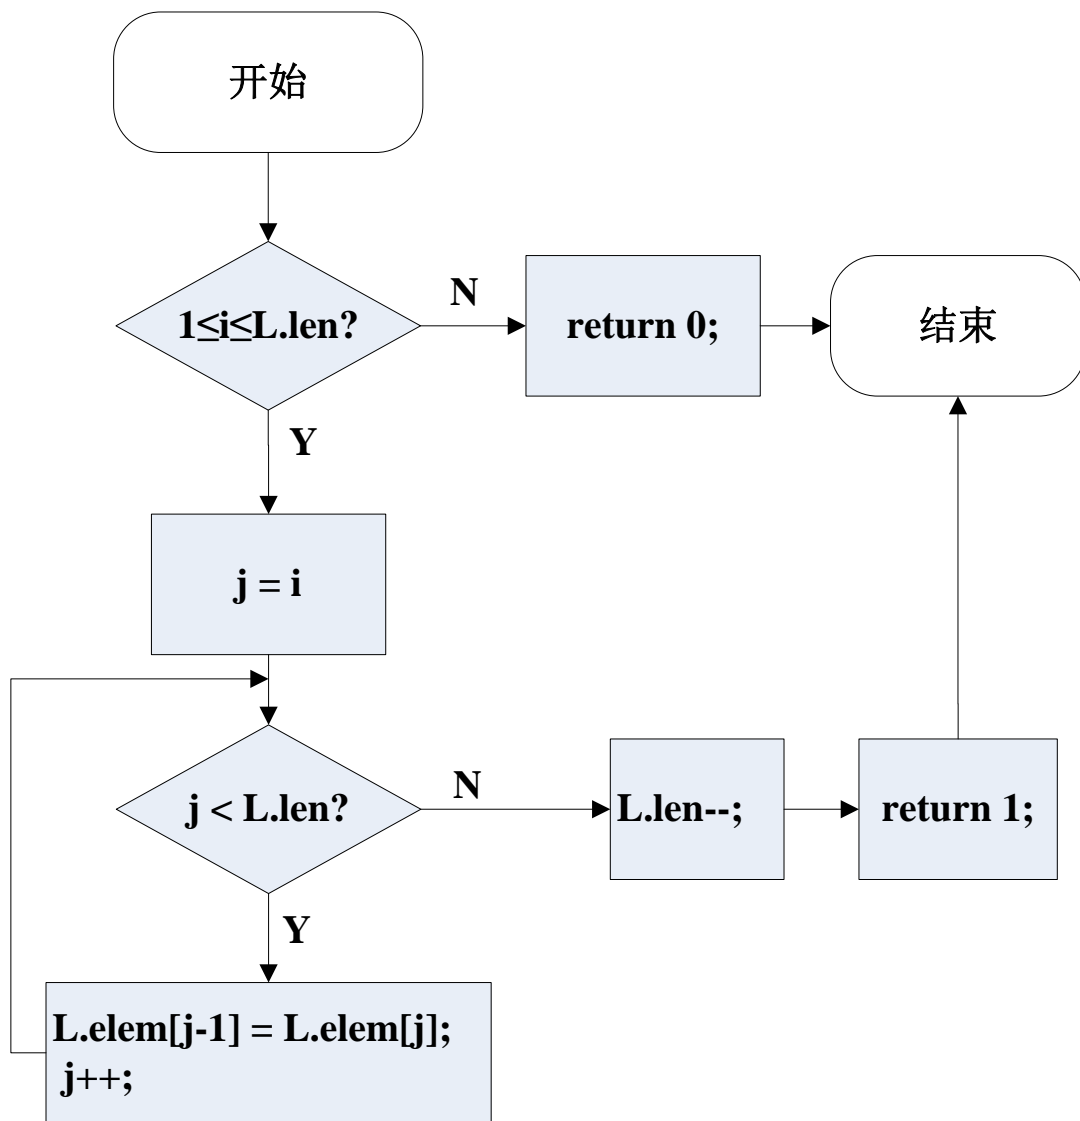 开始
1≤i≤L.len?
N
return 0;
结束
Y
j = i
j < L.len?
N
L.len--;
return 1;
Y
L.elem[j-1] = L.elem[j];
j++;